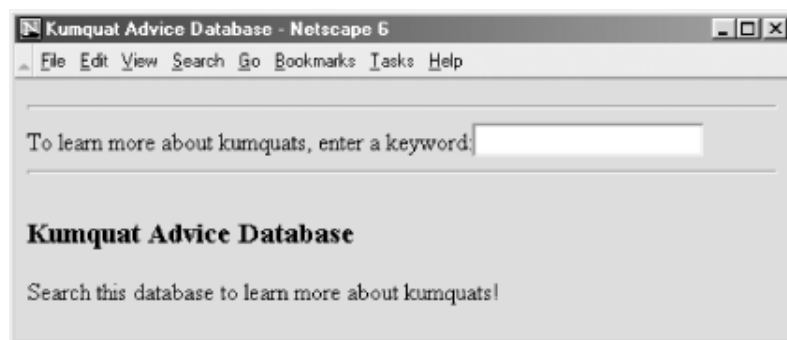 Kumquat Advice Database - Netscape 6
File Edit View Search Go Bookmarks Tasks Help
To learn more about kumquats, enter a keyword:
Kumquat Advice Database
Search this database to learn more about kumquats!